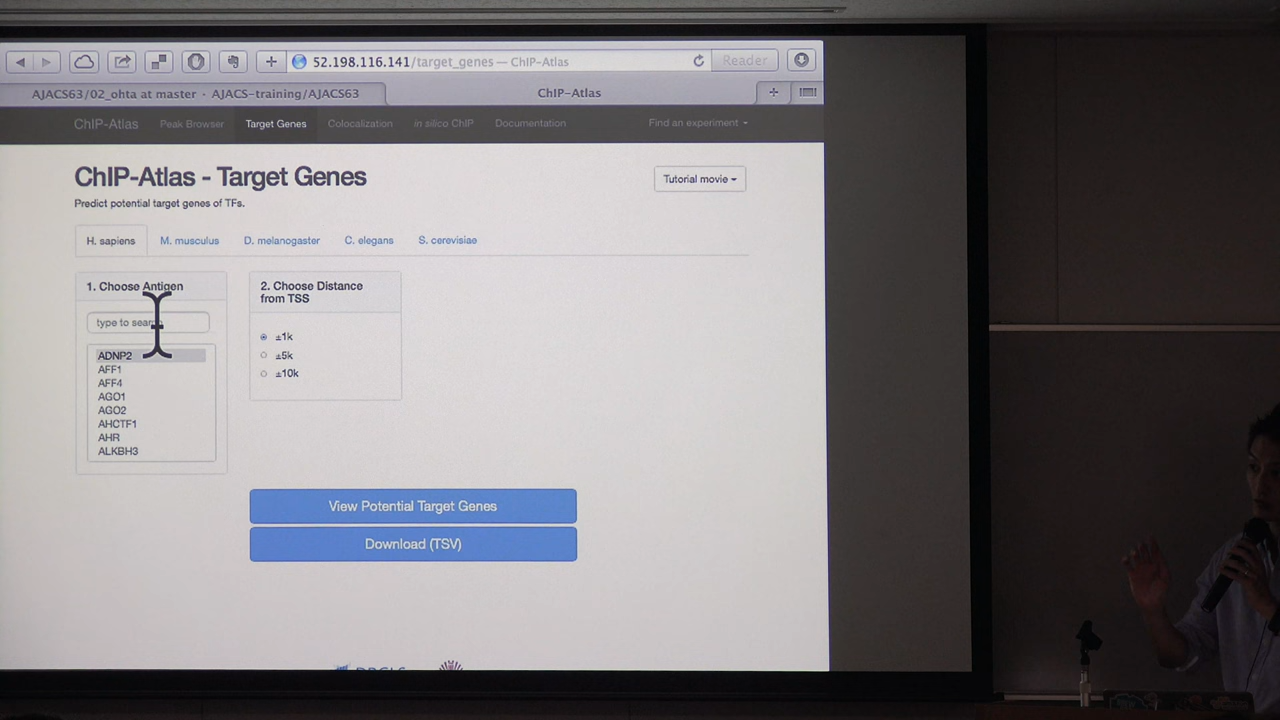 52.198.116.141/target_genes — ChIP-Atlas
Reader
AJACS63/02_ohta at master · AJACS-training/AJACS63
ChIP-Atlas
ChIP-Atlas
Peak Browser
Target Genes
Colocalization
in silico ChIP
Documentation
Find an experiment
ChIP-Atlas - Target Genes
Tutorial movie
Predict potential target genes of TFs.
H. sapiens
M. musculus
D. melanogaster
C. elegans
S. cerevisiae
1. Choose Antigen
type to search
ADNP2
AFF1
AFF4
AGO1
AGO2
AHCTF1
AHR
ALKBH3
2. Choose Distance
from TSS
±1k
±5k
±10k
View Potential Target Genes
Download (TSV)